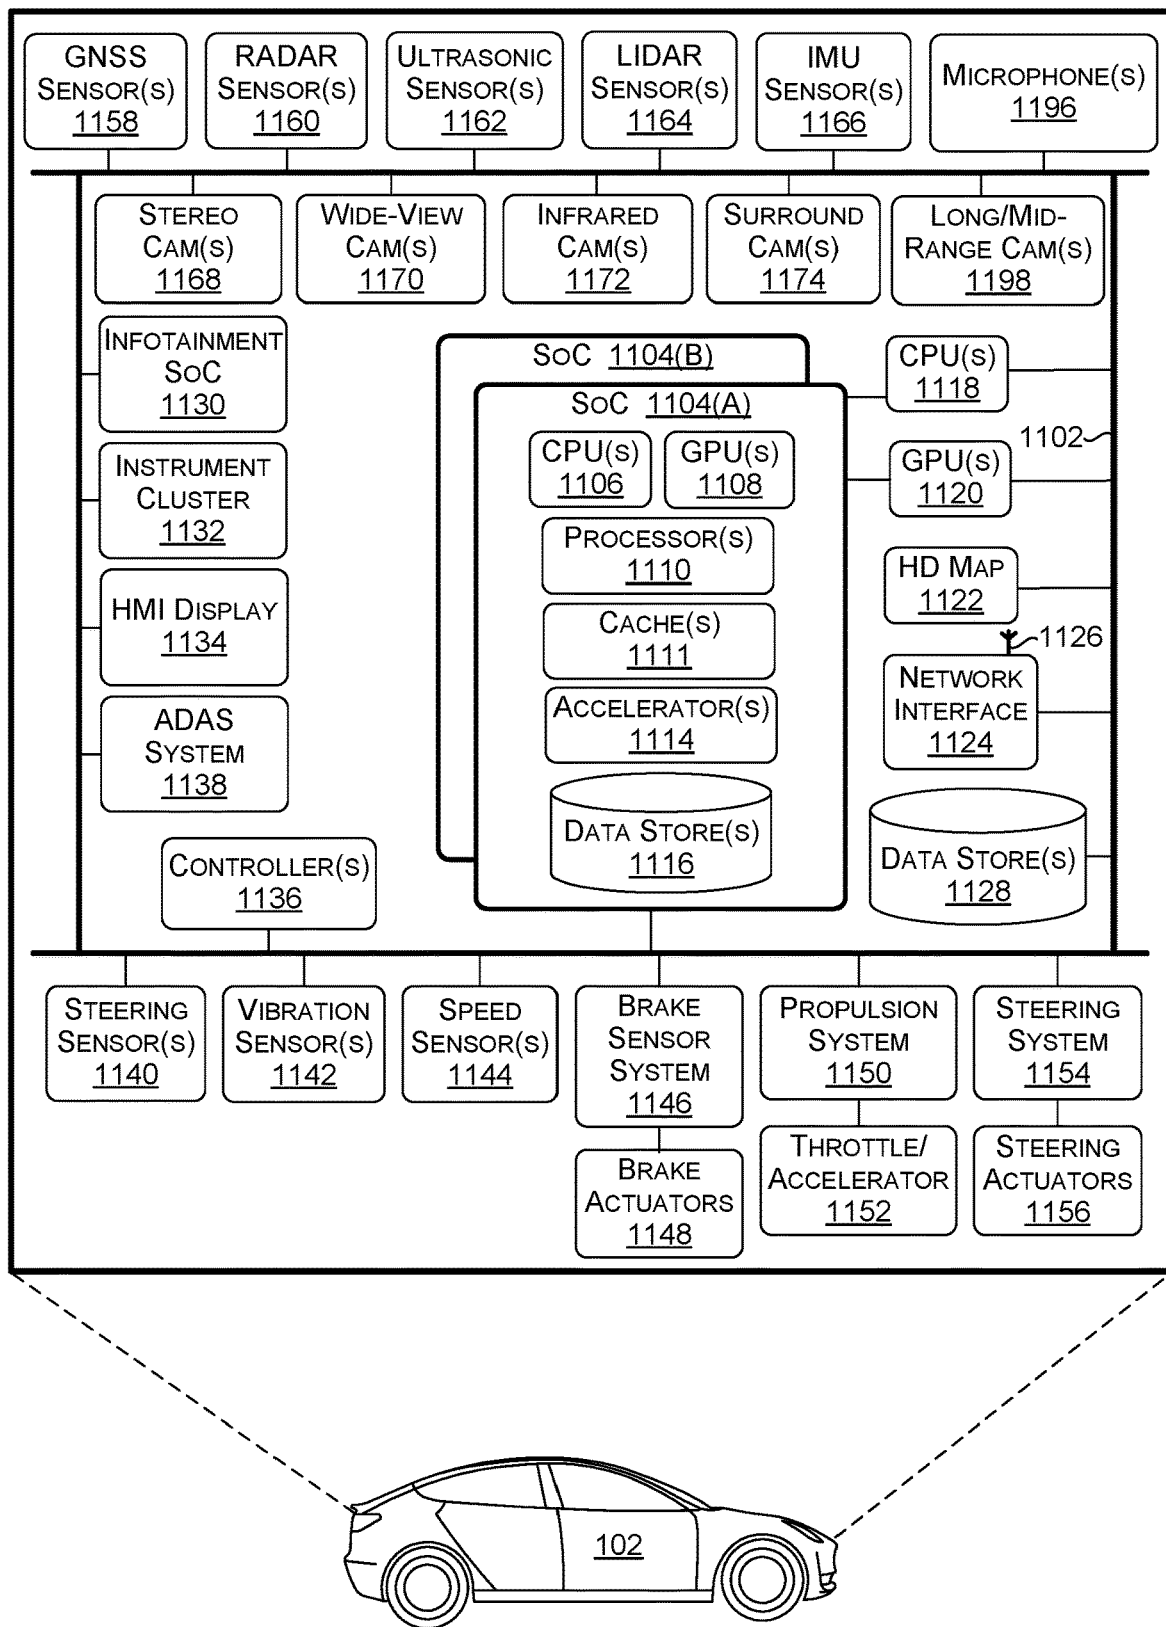 GNSS
SENSOR(S)
1158
RADAR
SENSOR(S)
1160
ULTRASONIC
SENSOR(S)
1162
LIDAR
SENSOR(S)
1164
IMU
SENSOR(S)
1166
MICROPHONE(S)
1196
STEREO
CAM(S)
1168
WIDE-VIEW
CAM(S)
1170
INFRARED
CAM(S)
1172
SURROUND
CAM(S)
1174
LONG/MID-
RANGE CAM(S)
1198
INFOTAINMENT
SOC
1130
INSTRUMENT
CLUSTER
1132
HMI DISPLAY
1134
ADAS
SYSTEM
1138
CONTROLLER(S)
1136
SOC 1104(B)
SOC 1104(A)
CPU(S)
1106
GPU(S)
1108
PROCESSOR(S)
1110
CACHE(S)
1111
ACCELERATOR(S)
1114
DATA STORE(S)
1116
CPU(S)
1118
1102
GPU(S)
1120
HD MAP
1122
1126
NETWORK
INTERFACE
1124
DATA STORE(S)
1128
STEERING
SENSOR(S)
1140
VIBRATION
SENSOR(S)
1142
SPEED
SENSOR(S)
1144
BRAKE
SENSOR
SYSTEM
1146
PROPULSION
SYSTEM
1150
STEERING
SYSTEM
1154
BRAKE
ACTUATORS
1148
THROTTLE/
ACCELERATOR
1152
STEERING
ACTUATORS
1156
102